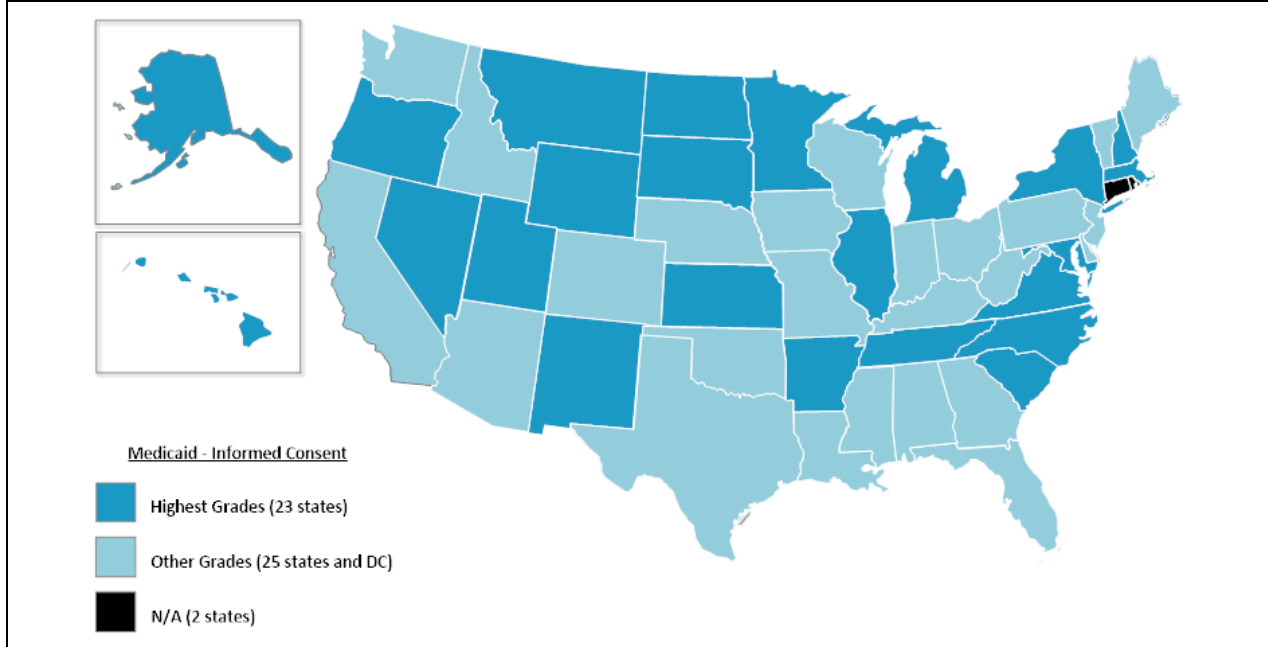 Medicaid - Informed Consent
Highest Grades (23 states)
Other Grades (25 states and DC)
N/A (2 states)